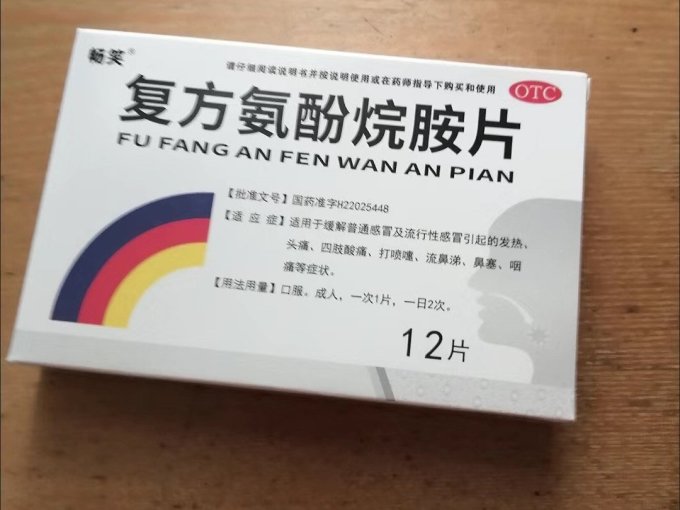 畅笑®
请仔细阅读说明书并按说明使用或在药师指导下购买和使用
OTC
复方氨酚烷胺片
FU FANG AN FEN WAN AN PIAN
【批准文号】国药准字H22025448
【适 应 症】适用于缓解普通感冒及流行性感冒引起的发热、
头痛、四肢酸痛、打喷嚏、流鼻涕、鼻塞、咽
痛等症状。
【用法用量】口服。成人，一次1片，一日2次。
12片